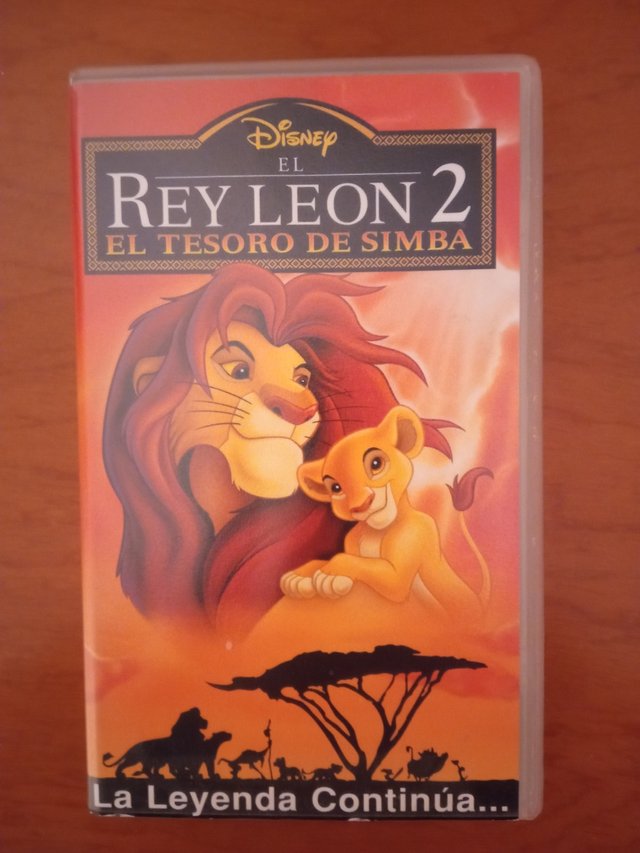 Disney
EL
REY LEON 2
EL TESORO DE SIMBA
La Leyenda Continúa...